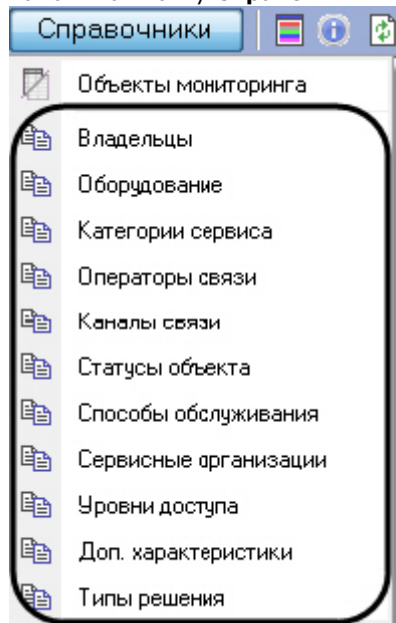 Справочники
Объекты мониторинга
Владельцы
Оборудование
Категории сервиса
Операторы связи
Каналы связи
Статусы объекта
Способы обслуживания
Сервисные организации
Уровни доступа
Доп. характеристики
Типы решения